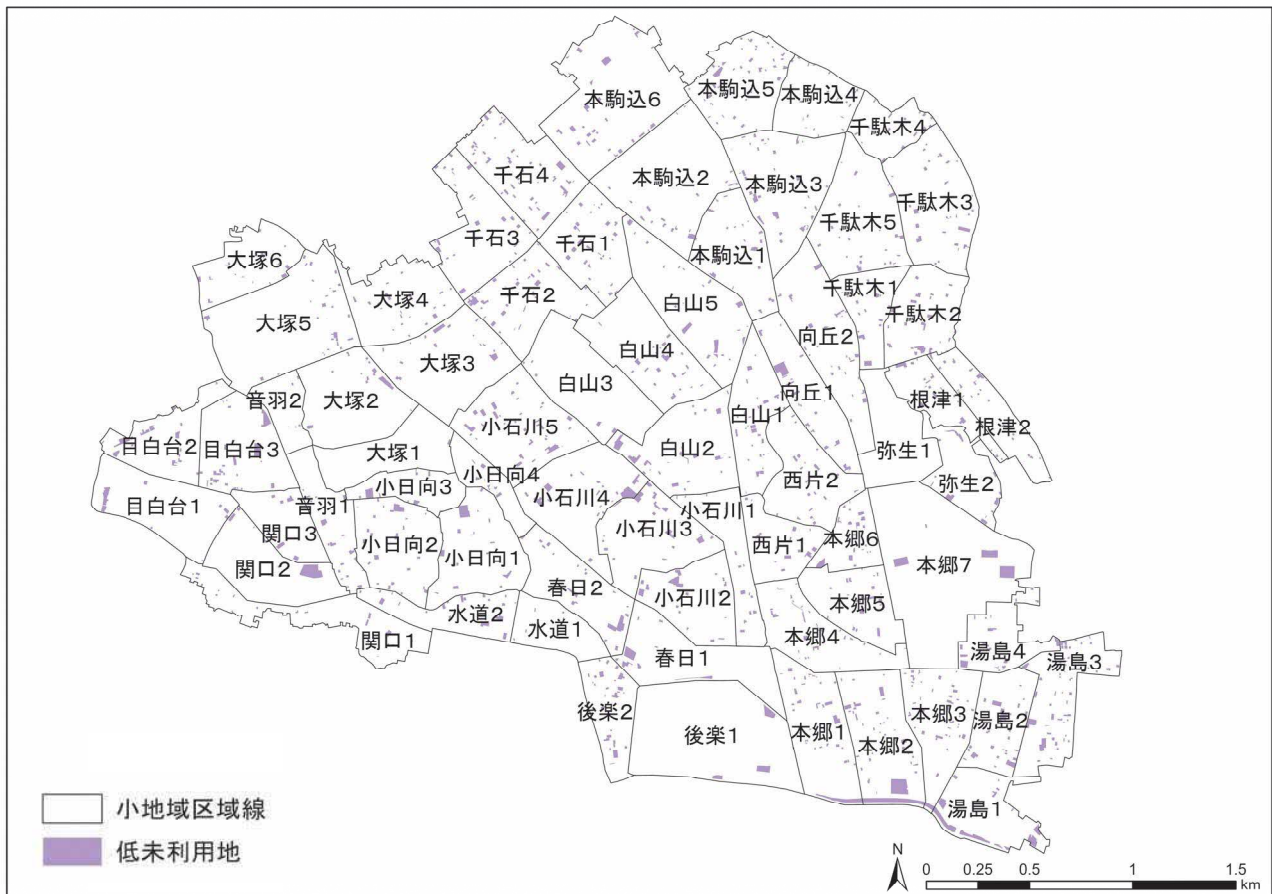 本駒込6
本駒込5
本駒込4
千駄木4
千石4
本駒込2
本駒込3
千駄木3
千駄木5
千石3
千石1
本駒込1
大塚6
大塚4
千石2
白山5
千駄木1
千駄木2
大塚5
向丘2
大塚3
白山4
白山3
向丘1
根津1
音羽2
大塚2
白山1
小石川5
根津2
目白台2
目白台3
大塚1
白山2
弥生1
小日向4
西片2
弥生2
小日向3
小石川4
目白台1
音羽1
小石川1
関口3
小石川3
小日向2
小日向1
西片1
本郷6
本郷7
関口2
春日2
小石川2
本郷5
水道2
水道1
関口1
本郷4
春日1
湯島4
湯島3
後楽2
後楽1
本郷1
本郷2
本郷3
湯島2
湯島1
小地域区域線
低未利用地
N
0 0.25 0.5 1 1.5
km